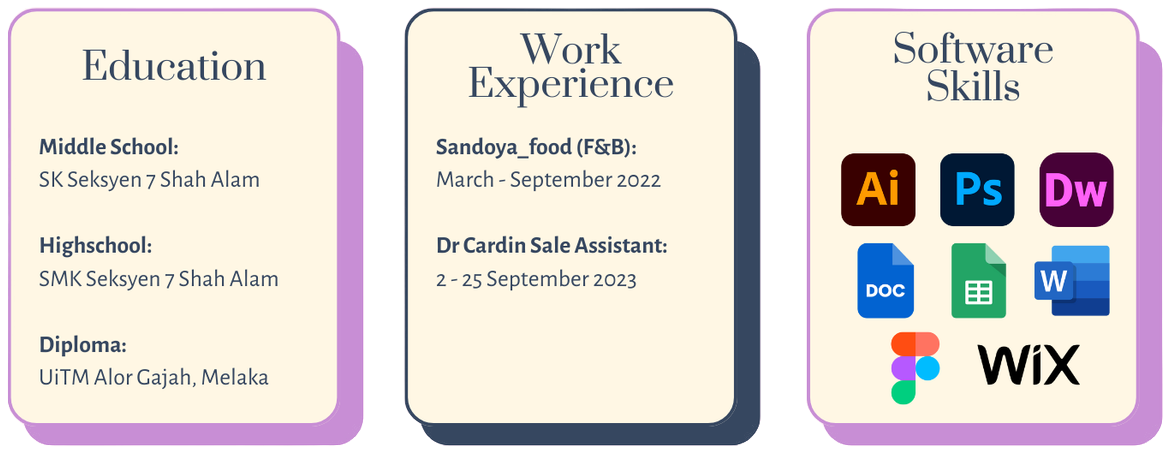 Education
Middle School:
SK Seksyen 7 Shah Alam
Highschool:
SMK Seksyen 7 Shah Alam
Diploma:
UiTM Alor Gajah, Melaka
Work
Experience
Sandoya_food (F&B):
March - September 2022
Dr Cardin Sale Assistant:
2 - 25 September 2023
Software
Skills
Ai Ps Dw
DOC W
WiX